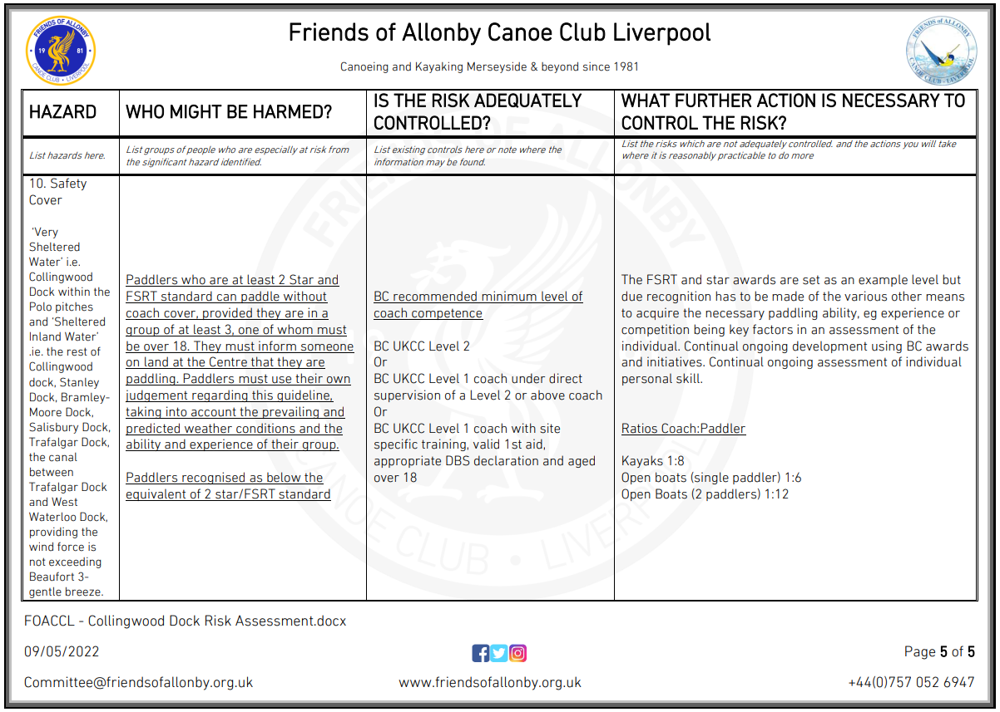 FRIENDS OF ALLONBY
19 81
CANOE CLUB • LIVERPOOL
Friends of Allonby Canoe Club Liverpool
Canoeing and Kayaking Merseyside & beyond since 1981
FRIENDS of ALLONBY
CANOE CLUB - LIVERPOOL
HAZARD
WHO MIGHT BE HARMED?
IS THE RISK ADEQUATELY
CONTROLLED?
WHAT FURTHER ACTION IS NECESSARY TO
CONTROL THE RISK?
List hazards here.
List groups of people who are especially at risk from
the significant hazard identified.
List existing controls here or note where the
information may be found.
List the risks which are not adequately controlled. and the actions you will take
where it is reasonably practicable to do more
10. Safety
Cover
‘Very
Sheltered
Water’ i.e.
Collingwood
Dock within the
Polo pitches
and ‘Sheltered
Inland Water’
.ie. the rest of
Collingwood
dock, Stanley
Dock, Bramley-
Moore Dock,
Salisbury Dock,
Trafalgar Dock,
the canal
between
Trafalgar Dock
and West
Waterloo Dock,
providing the
wind force is
not exceeding
Beaufort 3-
gentle breeze.
Paddlers who are at least 2 Star and
FSRT standard can paddle without
coach cover, provided they are in a
group of at least 3, one of whom must
be over 18. They must inform someone
on land at the Centre that they are
paddling. Paddlers must use their own
judgement regarding this guideline,
taking into account the prevailing and
predicted weather conditions and the
ability and experience of their group.
Paddlers recognised as below the
equivalent of 2 star/FSRT standard
BC recommended minimum level of
coach competence
BC UKCC Level 2
Or
BC UKCC Level 1 coach under direct
supervision of a Level 2 or above coach
Or
BC UKCC Level 1 coach with site
specific training, valid 1st aid,
appropriate DBS declaration and aged
over 18
The FSRT and star awards are set as an example level but
due recognition has to be made of the various other means
to acquire the necessary paddling ability, eg experience or
competition being key factors in an assessment of the
individual. Continual ongoing development using BC awards
and initiatives. Continual ongoing assessment of individual
personal skill.
Ratios Coach:Paddler
Kayaks 1:8
Open boats (single paddler) 1:6
Open Boats (2 paddlers) 1:12
FRIENDS OF ALLONBY
19
CANOE CLUB • LIVERPOOL
FOACCL - Collingwood Dock Risk Assessment.docx
09/05/2022
Page 5 of 5
Committee@friendsofallonby.org.uk
www.friendsofallonby.org.uk
+44(0)757 052 6947